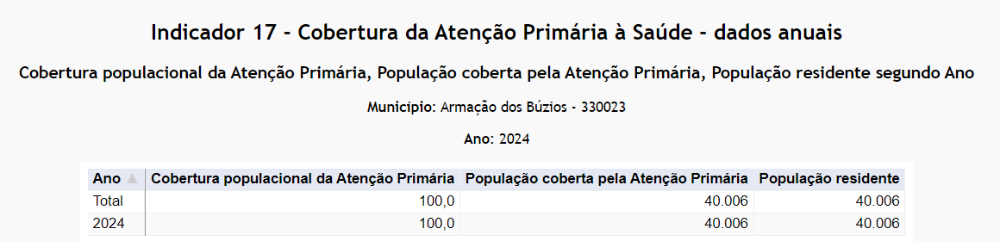 Indicador 17 - Cobertura da Atenção Primária à Saúde - dados anuais
Cobertura populacional da Atenção Primária, População coberta pela Atenção Primária, População residente segundo Ano
Município: Armação dos Búzios - 330023
Ano: 2024
Ano Cobertura populacional da Atenção Primária População coberta pela Atenção Primária População residente
Total 100,0 40.006 40.006
2024 100,0 40.006 40.006